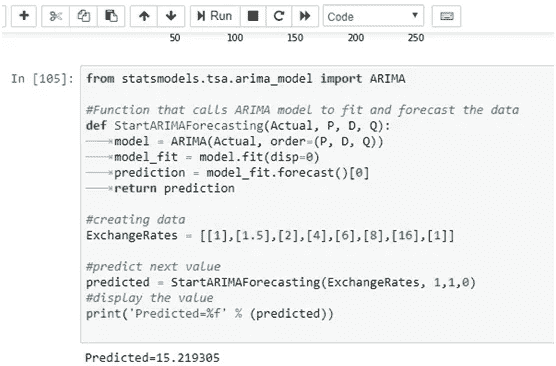 Run Code
50 100 150 200 250
In [105]: from statsmodels.tsa.arima_model import ARIMA
#Function that calls ARIMA model to fit and forecast the data
def StartARIMAForecasting(Actual, P, D, Q):
model = ARIMA(Actual, order=(P, D, Q))
model_fit = model.fit(disp=0)
prediction = model_fit.forecast()[0]
return prediction
#creating data
ExchangeRates = [[1],[1.5],[2],[4],[6],[8],[16],[1]]
#predict next value
predicted = StartARIMAForecasting(ExchangeRates, 1,1,0)
#display the value
print('Predicted=%f' % (predicted))
Predicted=15.219305